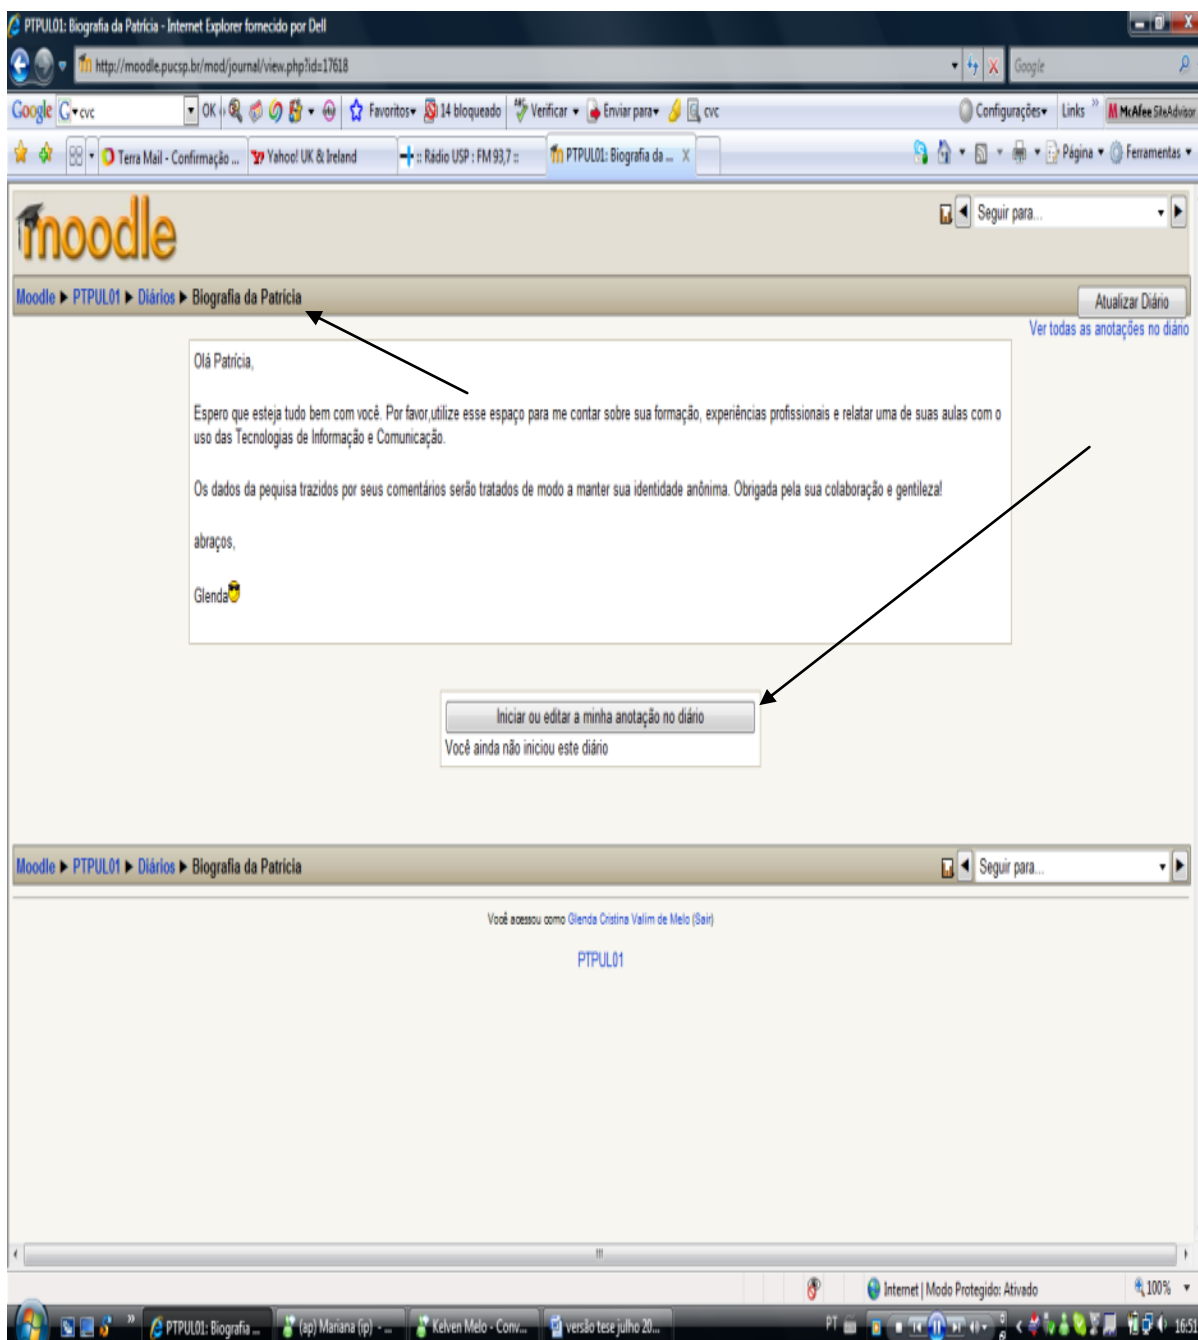 PTPUL01: Biografia da Patrícia - Internet Explorer fornecido por Dell
http://moodle.pucsp.br/mod/journal/view.php?id=17618
Google
Google G cvc OK Favoritos 14 bloqueado Verificar Enviar para cvc Configurações Links » McAfee SiteAdvisor
Terra Mail - Confirmação ... Yahoo! UK & Ireland :: Rádio USP : FM 93,7 :: PTPUL01: Biografia da ... X Página Ferramentas
moodle
Seguir para...
Moodle ► PTPUL01 ► Diários ► Biografia da Patrícia
Atualizar Diário
Ver todas as anotações no diário
Olá Patrícia,
Espero que esteja tudo bem com você. Por favor,utilize esse espaço para me contar sobre sua formação, experiências profissionais e relatar uma de suas aulas com o
uso das Tecnologias de Informação e Comunicação.
Os dados da pequisa trazidos por seus comentários serão tratados de modo a manter sua identidade anônima. Obrigada pela sua colaboração e gentileza!
abraços,
Glenda
Iniciar ou editar a minha anotação no diário
Você ainda não iniciou este diário
Moodle ► PTPUL01 ► Diários ► Biografia da Patrícia
Seguir para...
Você acessou como Glenda Cristina Valim de Melo (Sair)
PTPUL01
Internet | Modo Protegido: Ativado 100%
» PTPUL01: Biografia ... (ap) Mariana (ip) - ... Kelven Melo - Conv... versão tese julho 20... PT 16:51